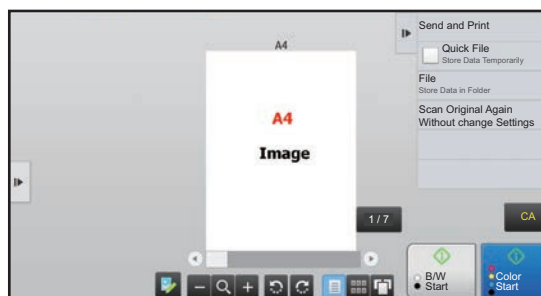 A4
A4
Image
1 / 7
Send and Print
Quick File
Store Data Temporarily
File
Store Data in Folder
Scan Original Again
Without change Settings
CA
B/W
Start
Color
Start